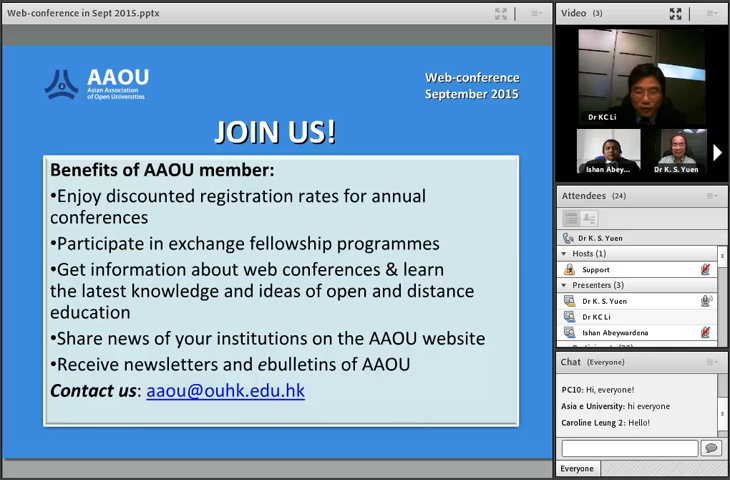 Web-conference in Sept 2015.pptx
AAOU
Asian Association
of Open Universities
Web-conference
September 2015
JOIN US!
Benefits of AAOU member:
•Enjoy discounted registration rates for annual
conferences
•Participate in exchange fellowship programmes
•Get information about web conferences & learn
the latest knowledge and ideas of open and distance
education
•Share news of your institutions on the AAOU website
•Receive newsletters and ebulletins of AAOU
Contact us: aaou@ouhk.edu.hk
Video (3)
Dr KC Li
Ishan Abey...
Dr K. S. Yuen
Attendees (24)
Dr K. S. Yuen
Hosts (1)
Support
Presenters (3)
Dr K. S. Yuen
Dr KC Li
Ishan Abeywardena
Chat (Everyone)
PC10: Hi, everyone!
Asia e University: hi everyone
Caroline Leung 2: Hello!
Everyone